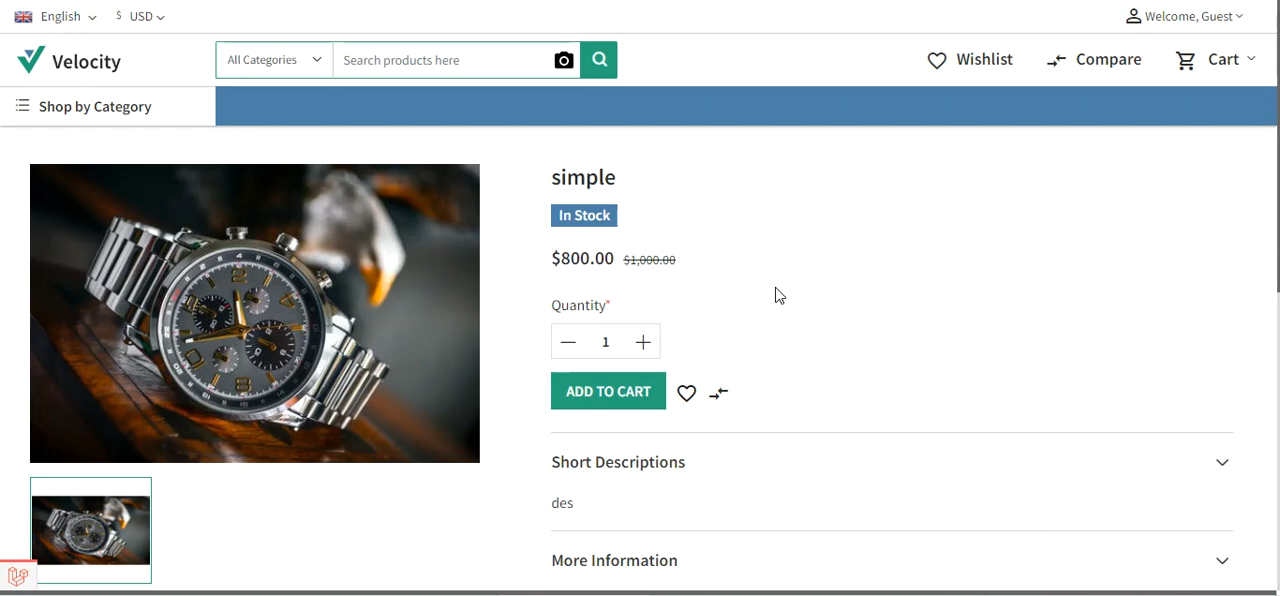 English $ USD Welcome, Guest
Velocity All Categories Search products here Wishlist Compare Cart
Shop by Category
simple
In Stock
$800.00 $1,000.00
Quantity*
1
ADD TO CART
Short Descriptions
des
More Information